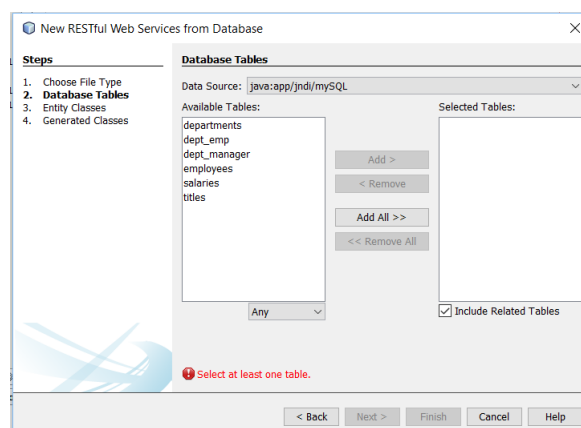 New RESTful Web Services from Database
Steps
1. Choose File Type
2. Database Tables
3. Entity Classes
4. Generated Classes
Database Tables
Data Source: java:app/jndi/mySQL
Available Tables:
departments
dept_emp
dept_manager
employees
salaries
titles
Any
Add >
< Remove
Add All >>
<< Remove All
Selected Tables:
Include Related Tables
Select at least one table.
< Back Next > Finish Cancel Help